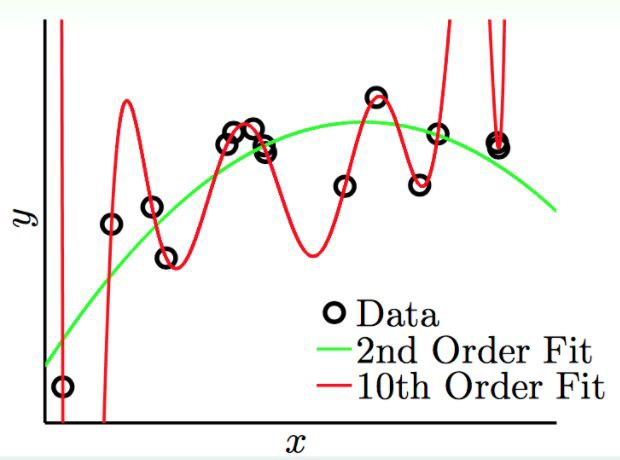 y
Data
2nd Order Fit
10th Order Fit
x